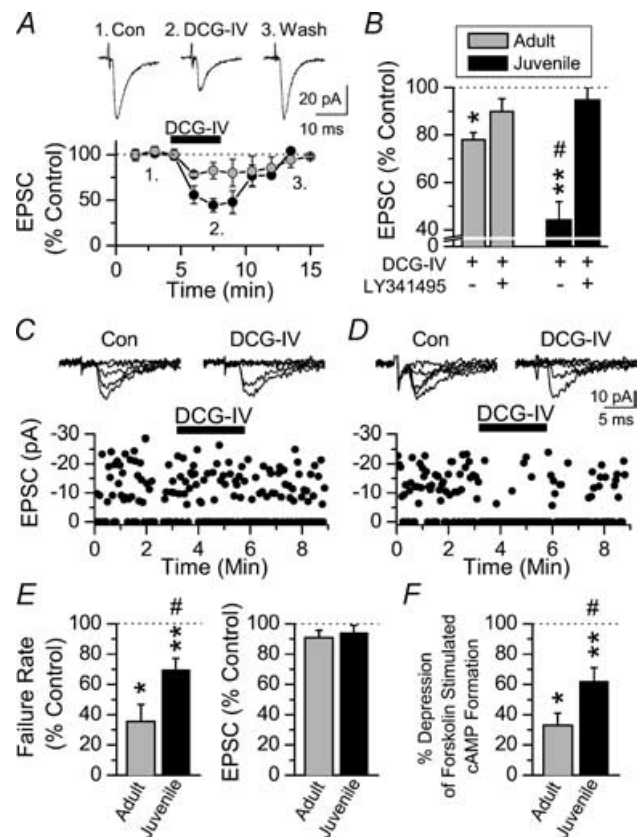 A
1. Con 2. DCG-IV 3. Wash
20 pA
10 ms
DCG-IV
EPSC
(% Control)
100
50
0
1.
2.
3.
0 5 10 15
Time (min)
B
Adult
Juvenile
EPSC (% Control)
100
80
60
40
0
*
**
#
DCG-IV + + + +
LY341495 - + - +
C
Con DCG-IV
DCG-IV
EPSC (pA)
-30
-20
-10
0
0 2 4 6 8
Time (Min)
D
Con DCG-IV
10 pA
5 ms
DCG-IV
-30
-20
-10
0
0 2 4 6 8
Time (Min)
E
Failure Rate
(% Control)
100
80
60
40
20
0
*
**
#
Adult
Juvenile
EPSC (% Control)
100
80
60
40
20
0
Adult
Juvenile
F
% Depression
of Forskolin Stimulated
cAMP Formation
100
80
60
40
20
0
*
**
#
Adult
Juvenile